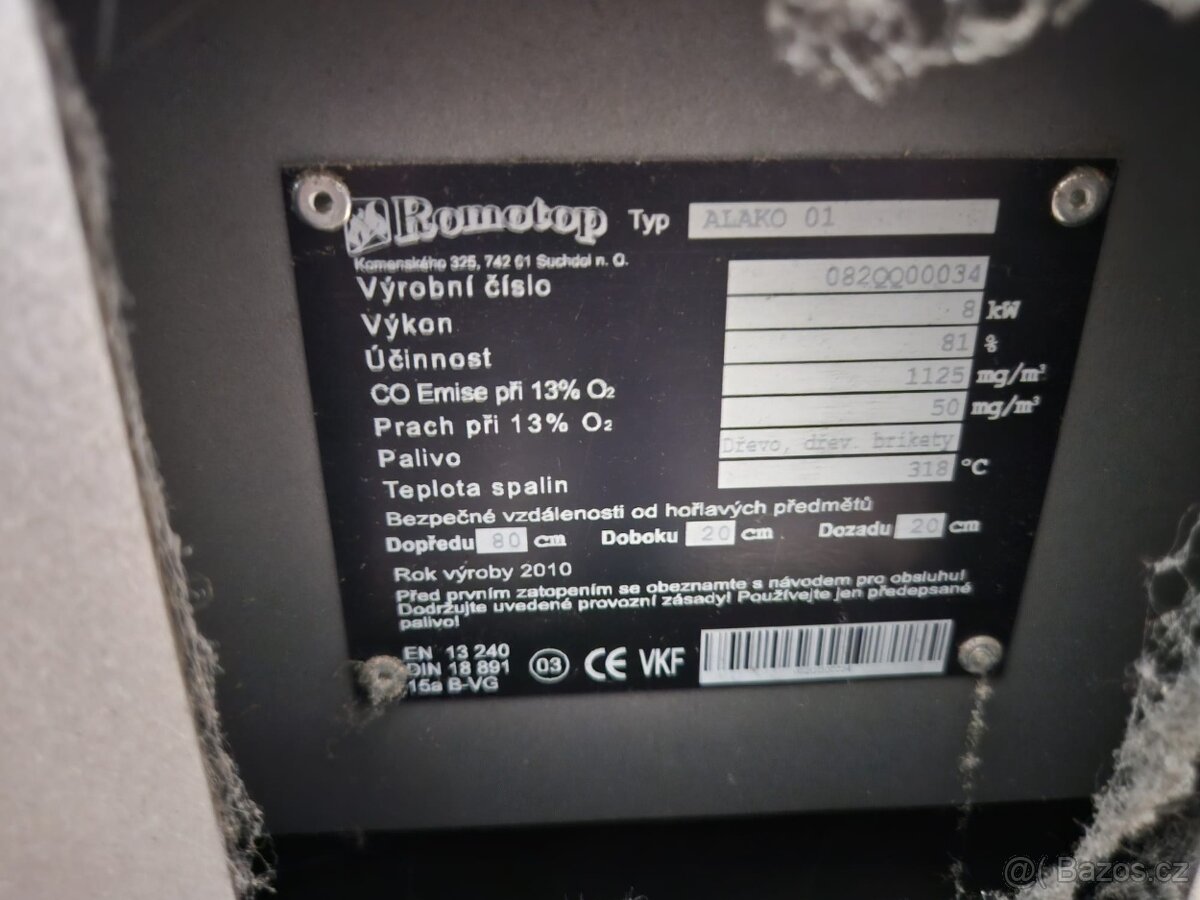 Romotop Typ ALAKO 01
Komenského 325, 742 01 Suchdol n. O.
Výrobní číslo 082QQ00034
Výkon 8 kW
Účinnost 81 %
CO Emise při 13% O2 1125 mg/m³
Prach při 13% O2 50 mg/m³
Palivo Dřevo, dřev. brikety
Teplota spalin 318 °C
Bezpečné vzdálenosti od hořlavých předmětů
Dopředu 80 cm Doboku 20 cm Dozadu 20 cm
Rok výroby 2010
Před prvním zatopením se obeznamte s návodem pro obsluhu!
Dodržujte uvedené provozní zásady! Používejte jen předepsané
palivo!
EN 13 240
DIN 18 891
15a B-VG
03 CE VKF
@( Bazos.cz